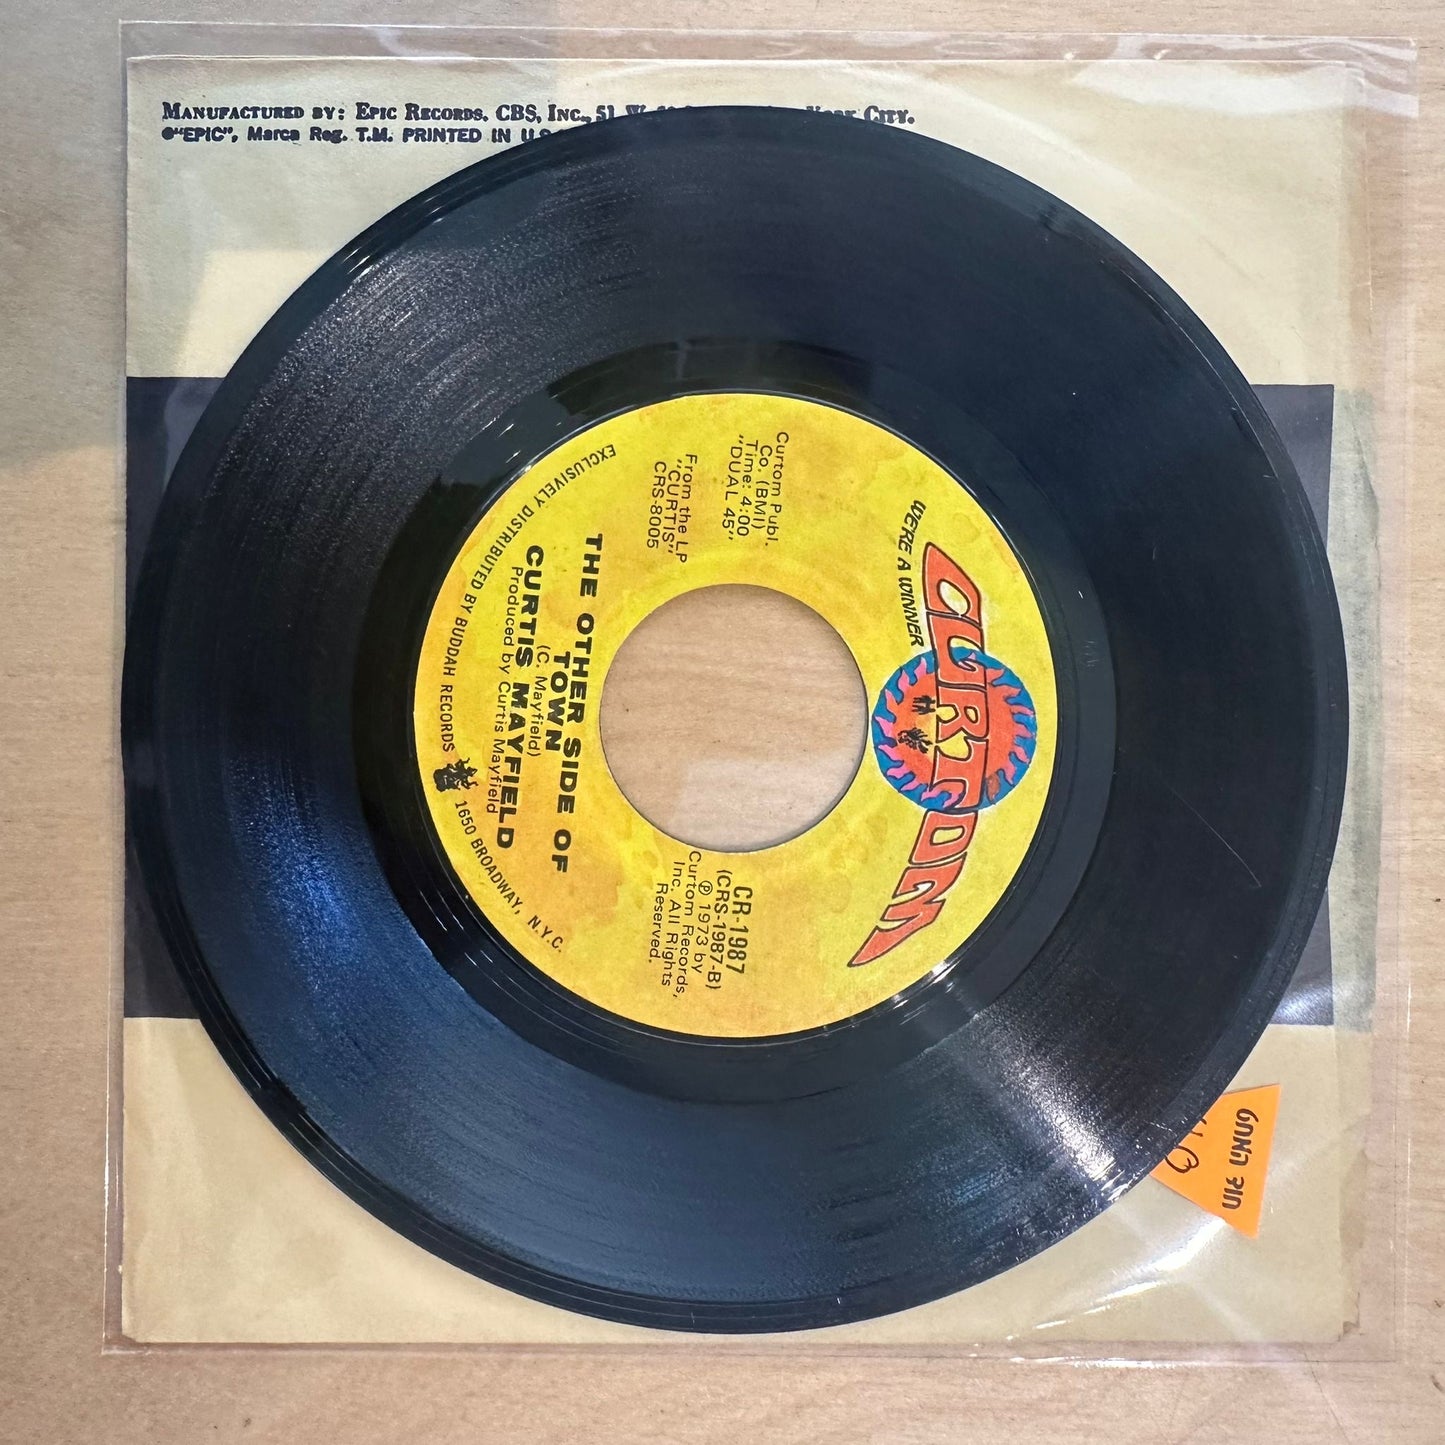 MANUFACTURED BY: EPIC RECORDS, CBS, INC., 51 W. CITY.
®"EPIC", Marca Reg. T.M. PRINTED IN U.S.
WE'RE A WINNER
CURTOM
Curtom Publ.
Co. (BMI)
Time: 4:00
"DUAL 45"
From the LP
"CURTIS"
CRS-8005
CR-1987
(CRS-1987-B)
℗ 1973 by
Curtom Records,
Inc. All Rights
Reserved.
THE OTHER SIDE OF
TOWN
(C. Mayfield)
CURTIS MAYFIELD
Produced by Curtis Mayfield
EXCLUSIVELY DISTRIBUTED BY BUDDAH RECORDS 1650 BROADWAY, N.Y.C.